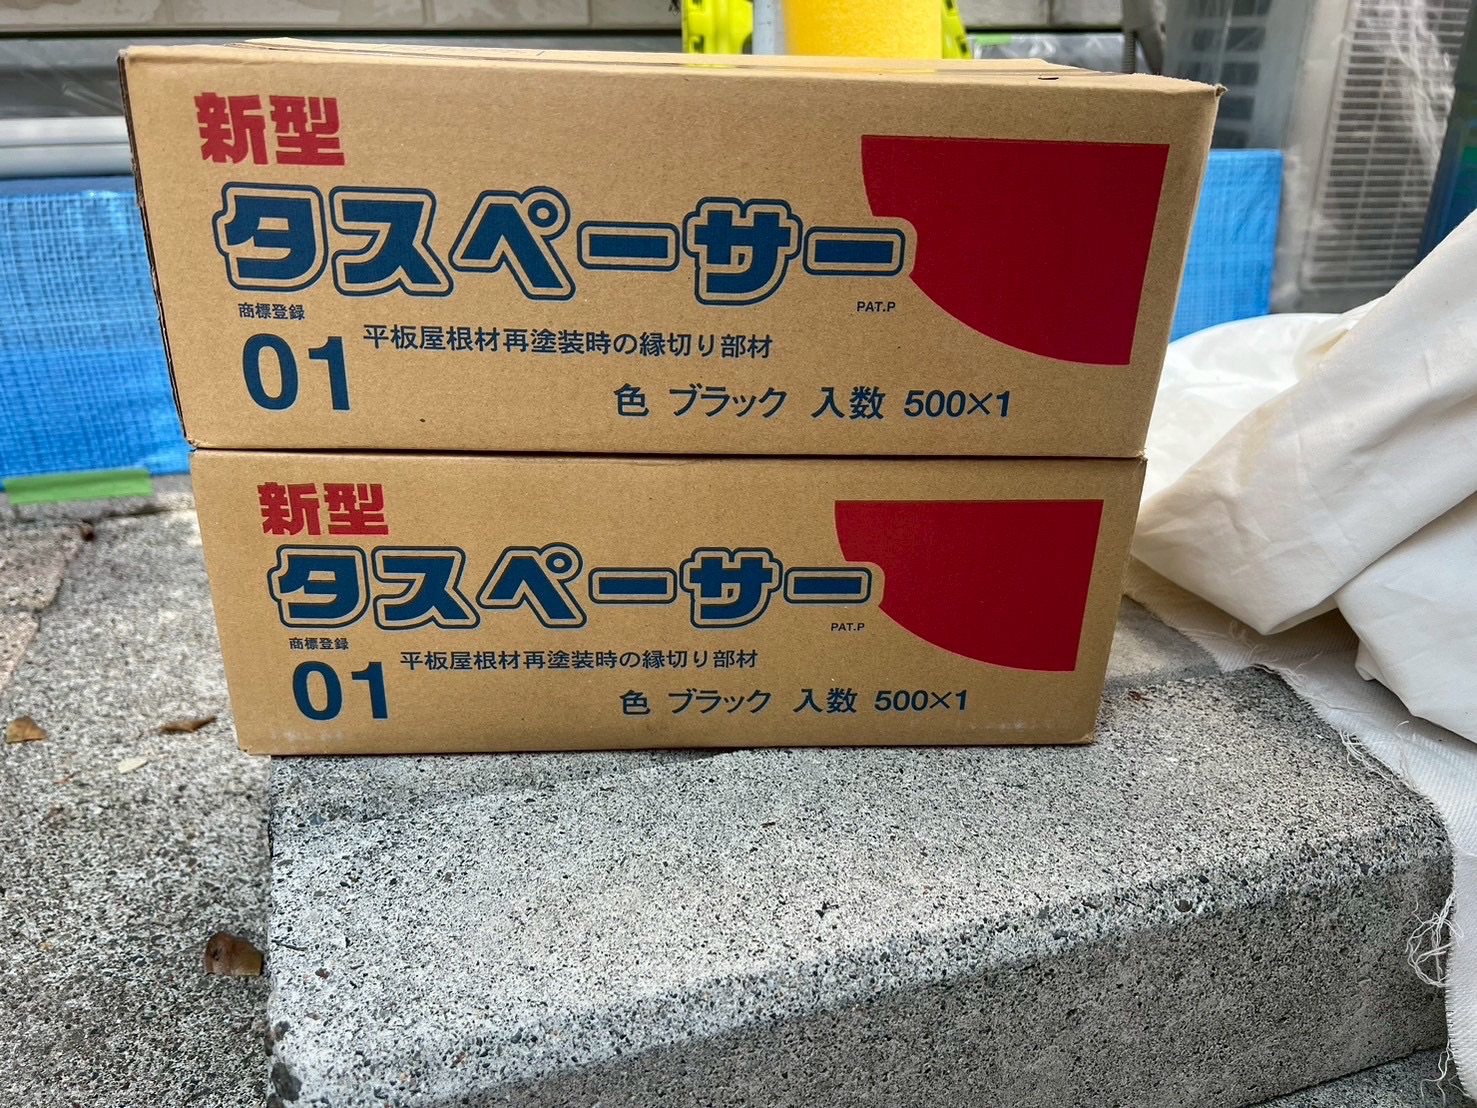 新型
タスペーサー
商標登録
PAT.P
01 平板屋根材再塗装時の縁切り部材
色 ブラック 入数 500×1
新型
タスペーサー
商標登録
PAT.P
01 平板屋根材再塗装時の縁切り部材
色 ブラック 入数 500×1